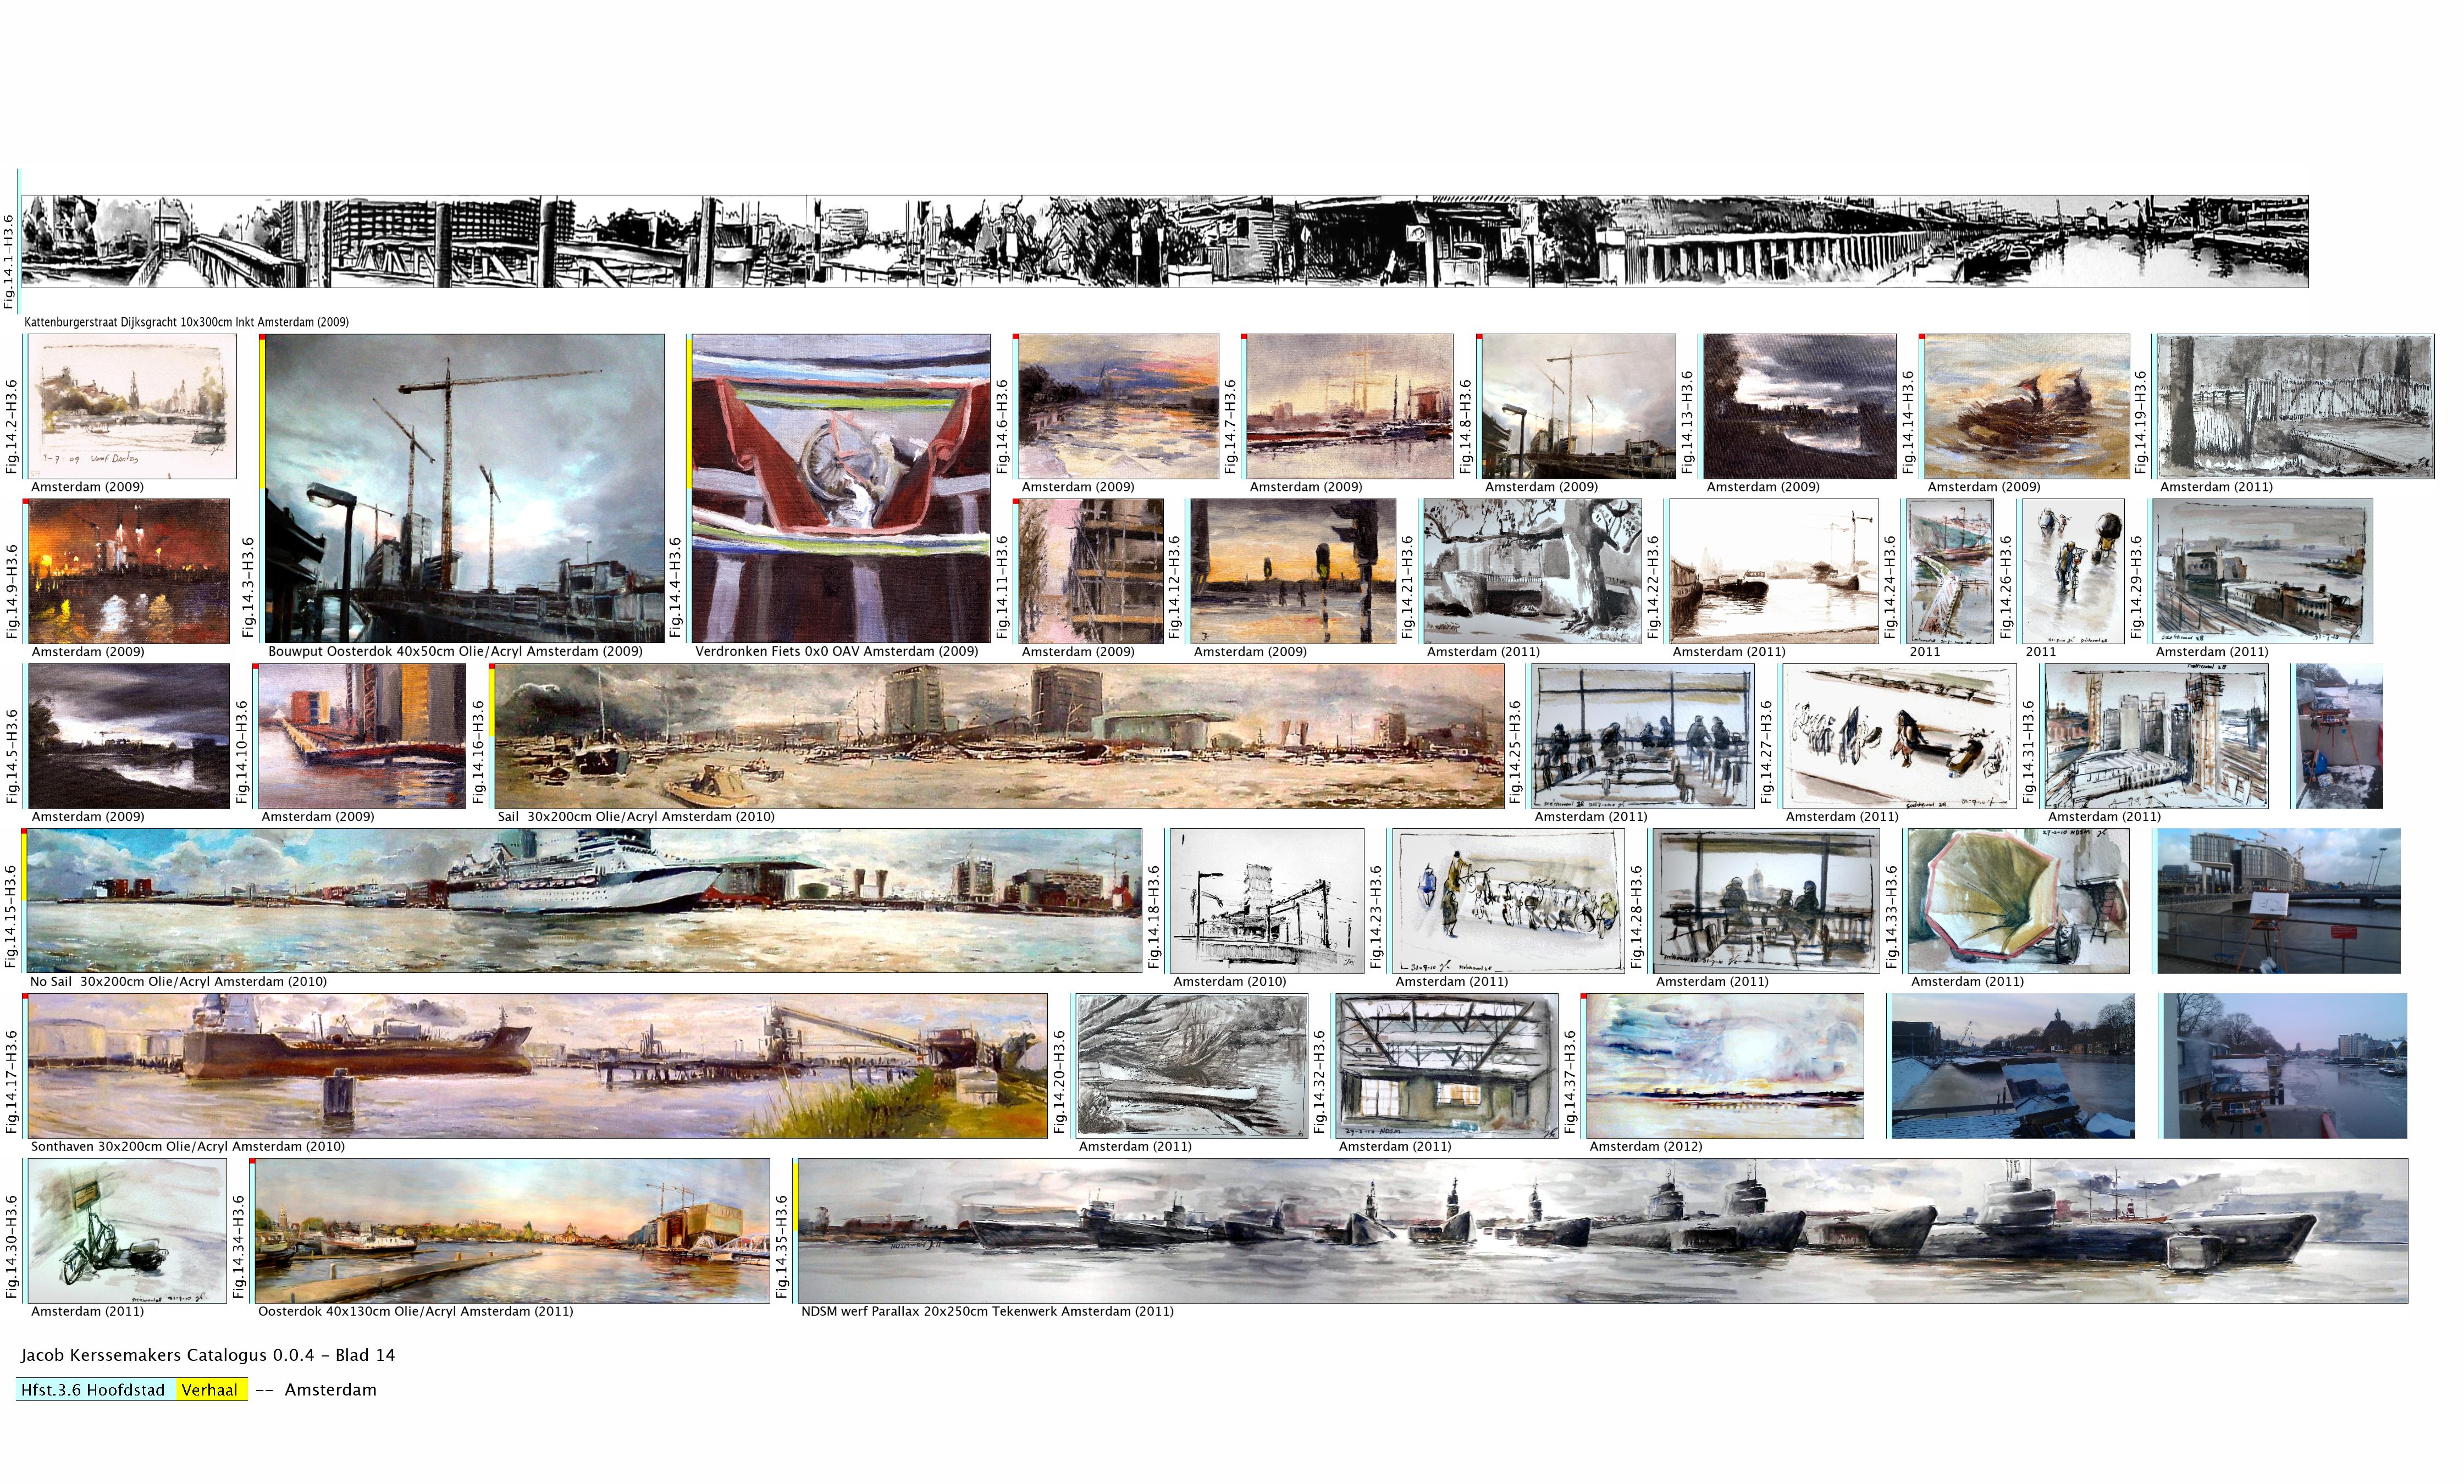 Fig.14.1-H3.6
Kattenburgerstraat Dijksgracht 10x300cm Inkt Amsterdam (2009)
Fig.14.2-H3.6
3-7-09
Amsterdam (2009)
Fig.14.3-H3.6
Bouwput Oosterdok 40x50cm Olie/Acryl Amsterdam (2009)
Fig.14.4-H3.6
Verdronken Fiets 0x0 OAV Amsterdam (2009)
Fig.14.6-H3.6
Amsterdam (2009)
Fig.14.7-H3.6
Amsterdam (2009)
Fig.14.8-H3.6
Amsterdam (2009)
Fig.14.13-H3.6
Amsterdam (2009)
Fig.14.14-H3.6
Amsterdam (2009)
Fig.14.19-H3.6
Amsterdam (2011)
Fig.14.9-H3.6
Amsterdam (2009)
Fig.14.11-H3.6
Amsterdam (2009)
Fig.14.12-H3.6
Amsterdam (2009)
Fig.14.21-H3.6
Amsterdam (2011)
Fig.14.22-H3.6
Amsterdam (2011)
Fig.14.24-H3.6
2011
Fig.14.26-H3.6
2011
Fig.14.29-H3.6
Amsterdam (2011)
Fig.14.5-H3.6
Amsterdam (2009)
Fig.14.10-H3.6
Amsterdam (2009)
Fig.14.16-H3.6
Sail 30x200cm Olie/Acryl Amsterdam (2010)
Fig.14.25-H3.6
Amsterdam (2011)
Fig.14.27-H3.6
Amsterdam (2011)
Fig.14.31-H3.6
Amsterdam (2011)
Fig.14.15-H3.6
No Sail 30x200cm Olie/Acryl Amsterdam (2010)
Fig.14.18-H3.6
Amsterdam (2010)
Fig.14.23-H3.6
Amsterdam (2011)
Fig.14.28-H3.6
Amsterdam (2011)
Fig.14.33-H3.6
27-2-10 NDSM
Amsterdam (2011)
Fig.14.17-H3.6
Sonthaven 30x200cm Olie/Acryl Amsterdam (2010)
Fig.14.20-H3.6
Amsterdam (2011)
Fig.14.32-H3.6
27-2-10 NDSM
Amsterdam (2011)
Fig.14.37-H3.6
Amsterdam (2012)
Fig.14.30-H3.6
Amsterdam (2011)
Fig.14.34-H3.6
Oosterdok 40x130cm Olie/Acryl Amsterdam (2011)
Fig.14.35-H3.6
NDSM werf Parallax 20x250cm Tekenwerk Amsterdam (2011)
Jacob Kerssemakers Catalogus 0.0.4 - Blad 14
Hfst.3.6 Hoofdstad Verhaal -- Amsterdam